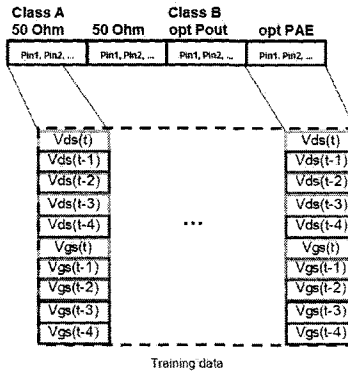 Class A Class B
50 Ohm 50 Ohm opt Pout opt PAE
Pin1, Pin2, ... Pin1, Pin2, ... Pin1, Pin2, ... Pin1, Pin2, ...
Vds(t) Vds(t)
Vds(t-1) Vds(t-1)
Vds(t-2) Vds(t-2)
Vds(t-3) Vds(t-3)
Vds(t-4) ... Vds(t-4)
Vgs(t) Vgs(t)
Vgs(t-1) Vgs(t-1)
Vgs(t-2) Vgs(t-2)
Vgs(t-3) Vgs(t-3)
Vgs(t-4) Vgs(t-4)
Training data